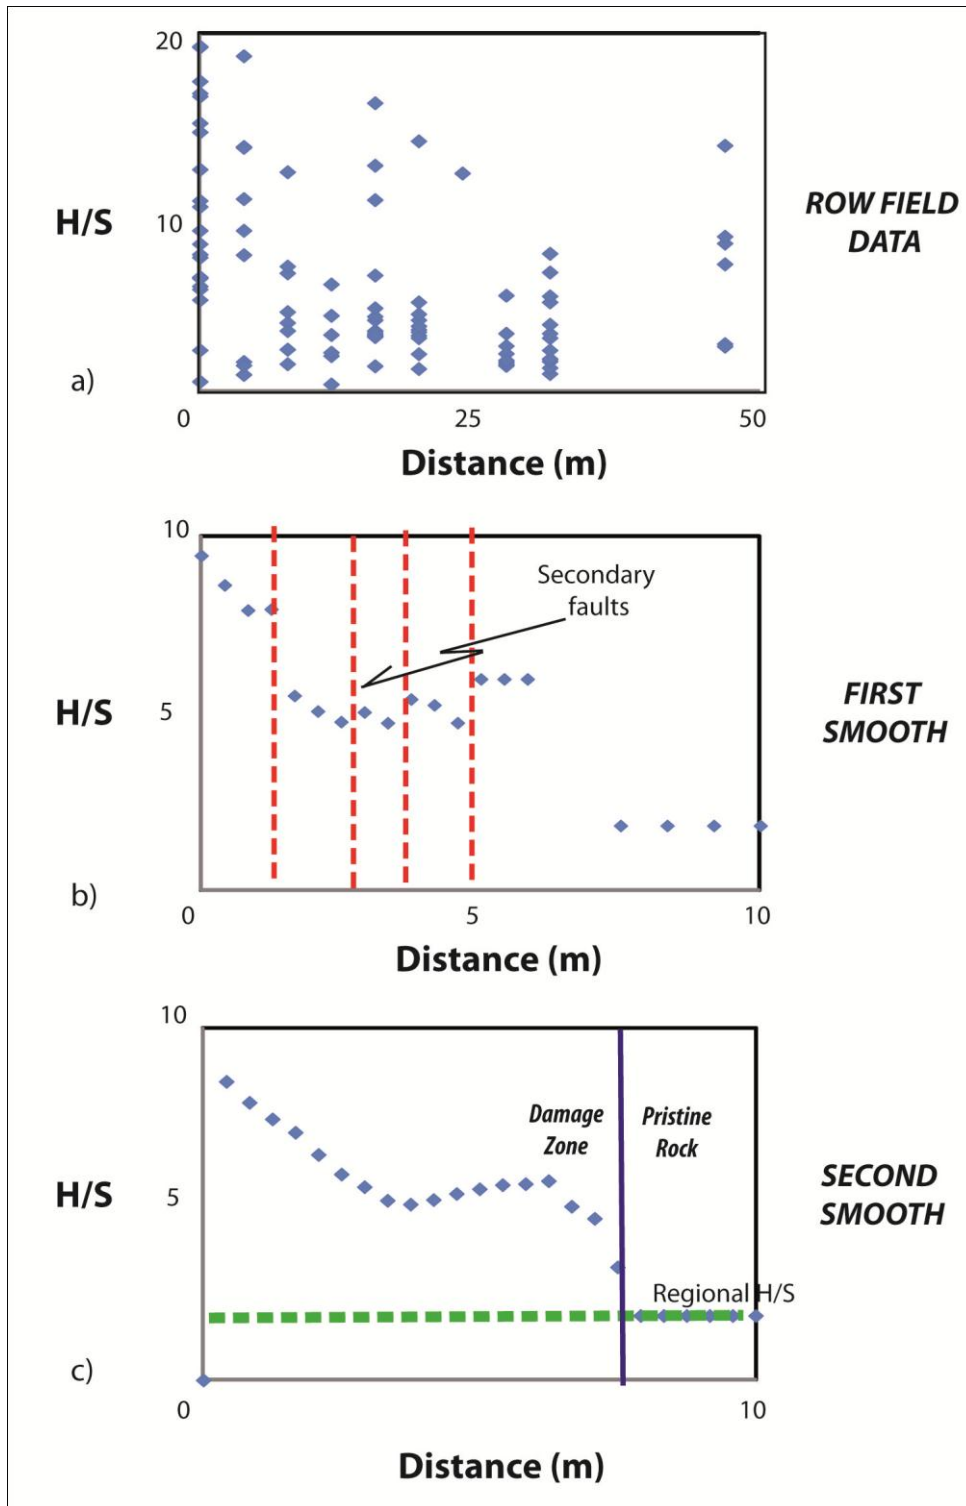 20
H/S
10
ROW FIELD
DATA
a)
0
25
50
Distance (m)
10
Secondary
faults
H/S
5
FIRST
SMOOTH
b)
0
5
10
Distance (m)
10
Damage
Zone
Pristine
Rock
H/S
5
SECOND
SMOOTH
Regional H/S
c)
0
10
Distance (m)